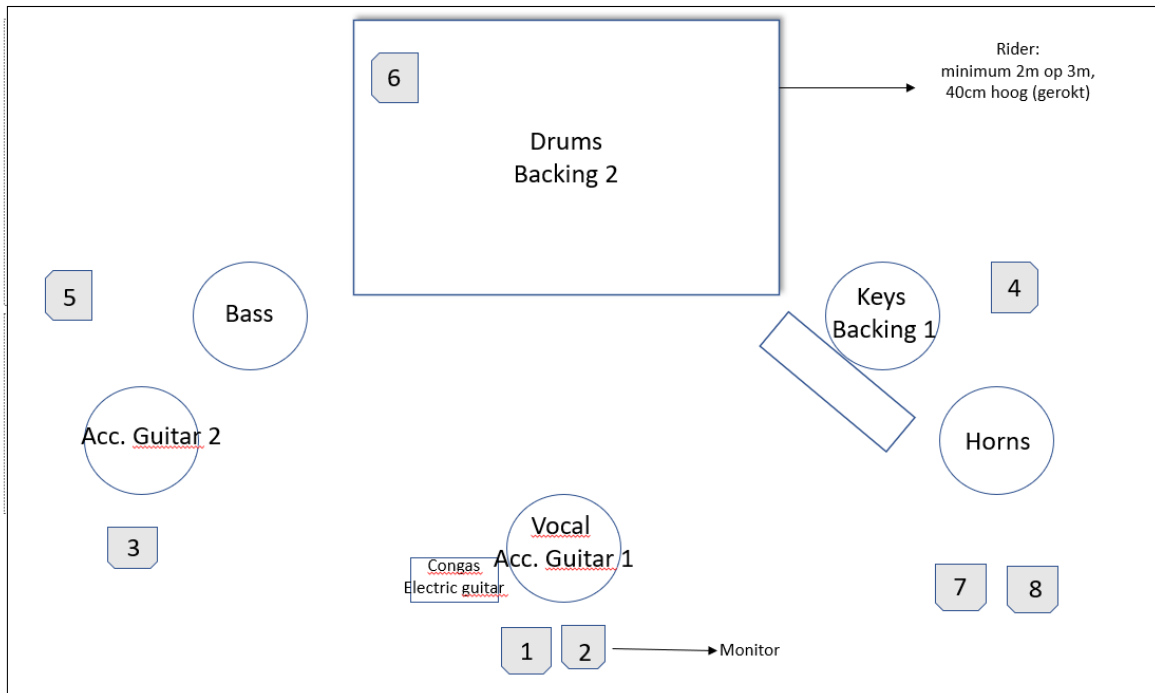 Rider:
minimum 2m op 3m,
40cm hoog (gerokt)
6
Drums
Backing 2
5
Bass
Keys
Backing 1
4
Acc. Guitar 2
Horns
3
Vocal
Acc. Guitar 1
Congas
Electric guitar
7
8
1
2
Monitor